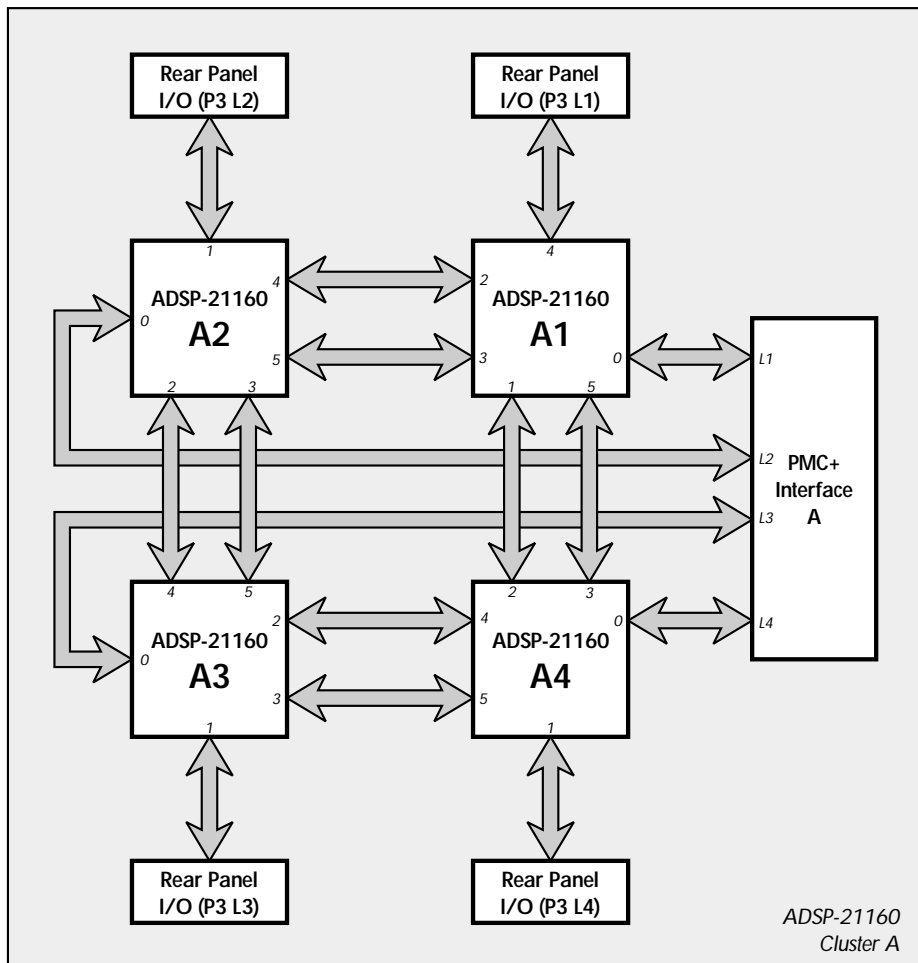 Rear Panel
I/O (P3 L2)
Rear Panel
I/O (P3 L1)
1
4
ADSP-21160
A2
4
0
5
2
3
2
ADSP-21160
A1
3
0
1
5
L1
L2
L3
L4
PMC+
Interface
A
4
5
ADSP-21160
A3
2
0
3
1
2
3
4
ADSP-21160
A4
0
5
1
Rear Panel
I/O (P3 L3)
Rear Panel
I/O (P3 L4)
ADSP-21160
Cluster A